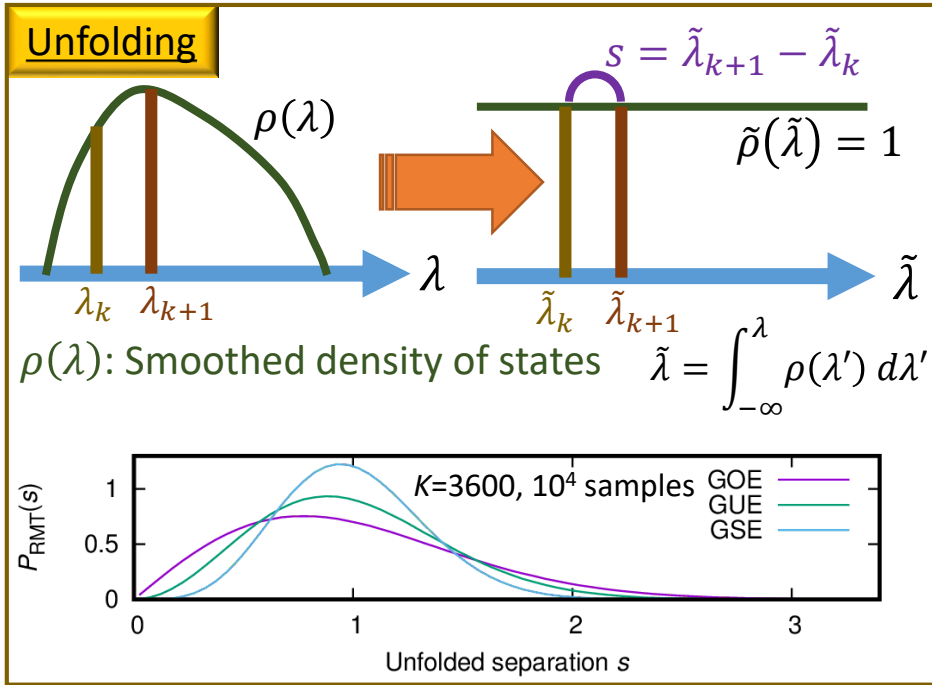 Unfolding
s = λ̃ₖ₊₁ − λ̃ₖ
ρ(λ)
ρ̃(λ̃) = 1
λ
λ̃
λₖ λₖ₊₁
λ̃ₖ λ̃ₖ₊₁
ρ(λ): Smoothed density of states
λ̃ = ∫_{−∞}^{λ} ρ(λ′) dλ′
K=3600, 10⁴ samples
GOE
GUE
GSE
P_RMT(s)
1
0.5
0
0 1 2 3
Unfolded separation s